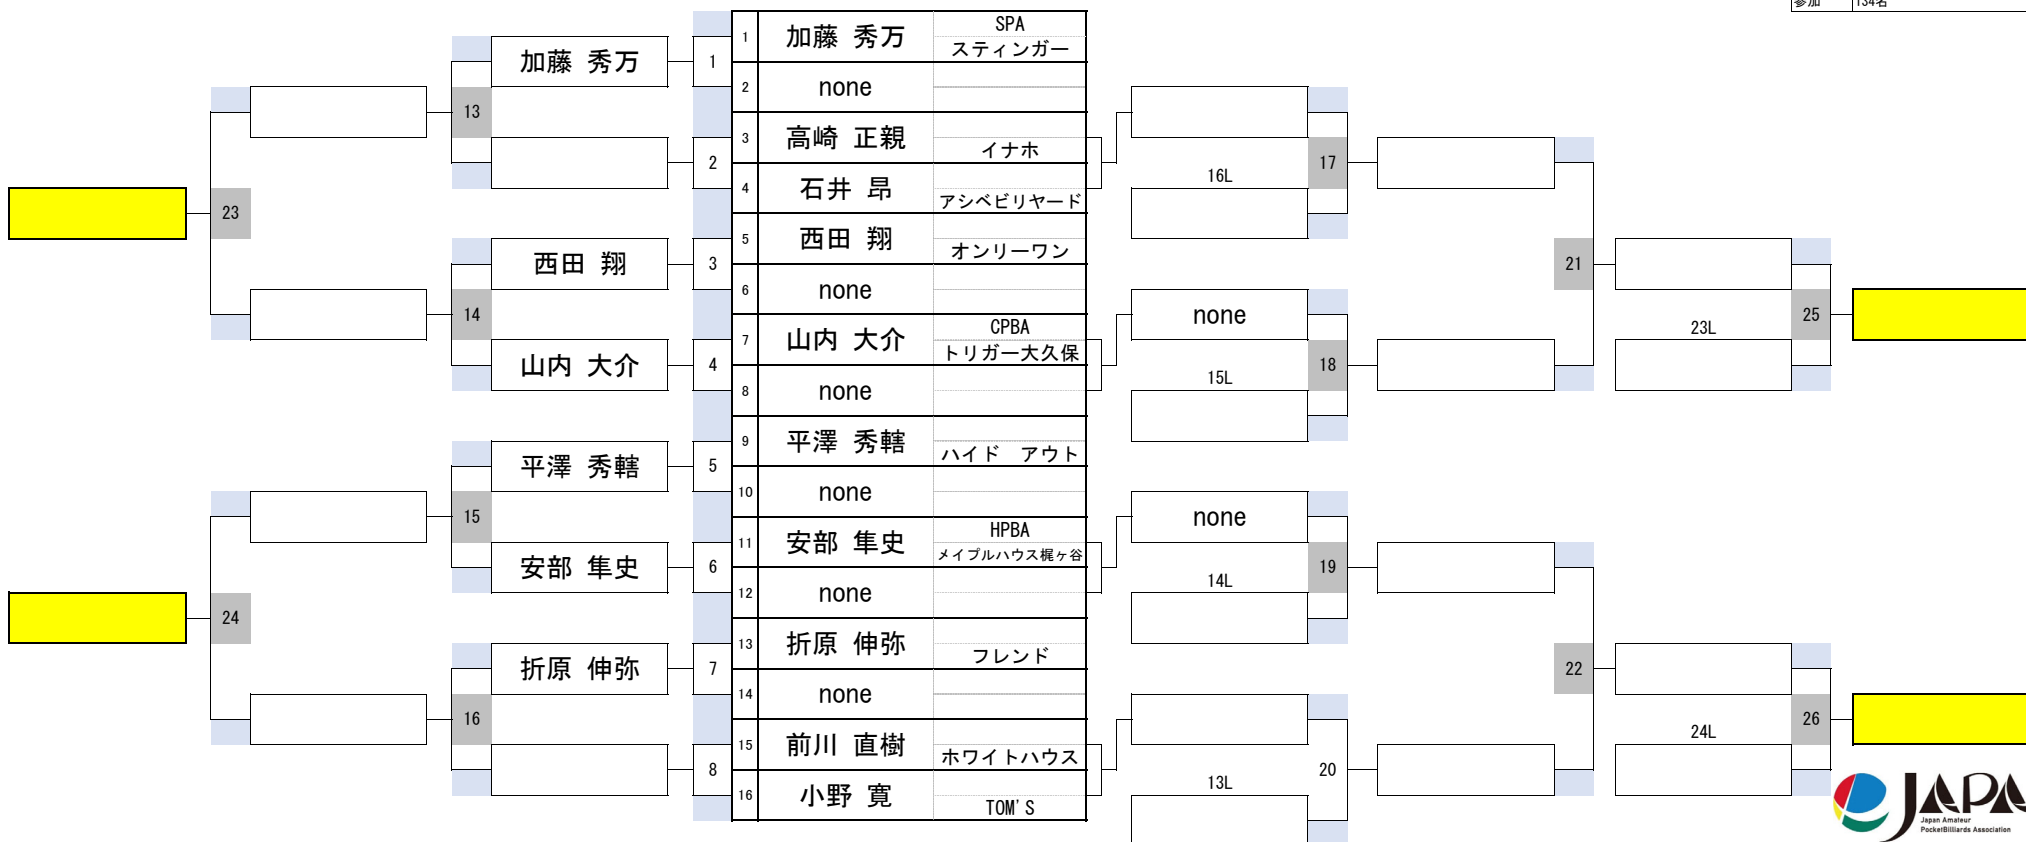 参加 134名
1 加藤 秀万 SPA
スティンガー
加藤 秀万 1
2 none
13
3 高崎 正親
イナホ
2 17
4 石井 昂 16L
アシベビリヤード
23
5 西田 翔
オンリーワン
西田 翔 3 21
6 none
14 none 25
7 山内 大介 CPBA 23L
トリガー大久保
山内 大介 4 18
8 none 15L
9 平澤 秀轄
ハイド アウト
平澤 秀轄 5
10 none
15 none
11 安部 隼史 HPBA
メイプルハウス梶ヶ谷
安部 隼史 6 19
12 none 14L
24
13 折原 伸弥
フレンド
折原 伸弥 7 22
14 none
16 26
15 前川 直樹 24L
ホワイトハウス
8 20
16 小野 寛 13L
TOM'S
JAPA
Japan Amateur
PocketBilliards Association